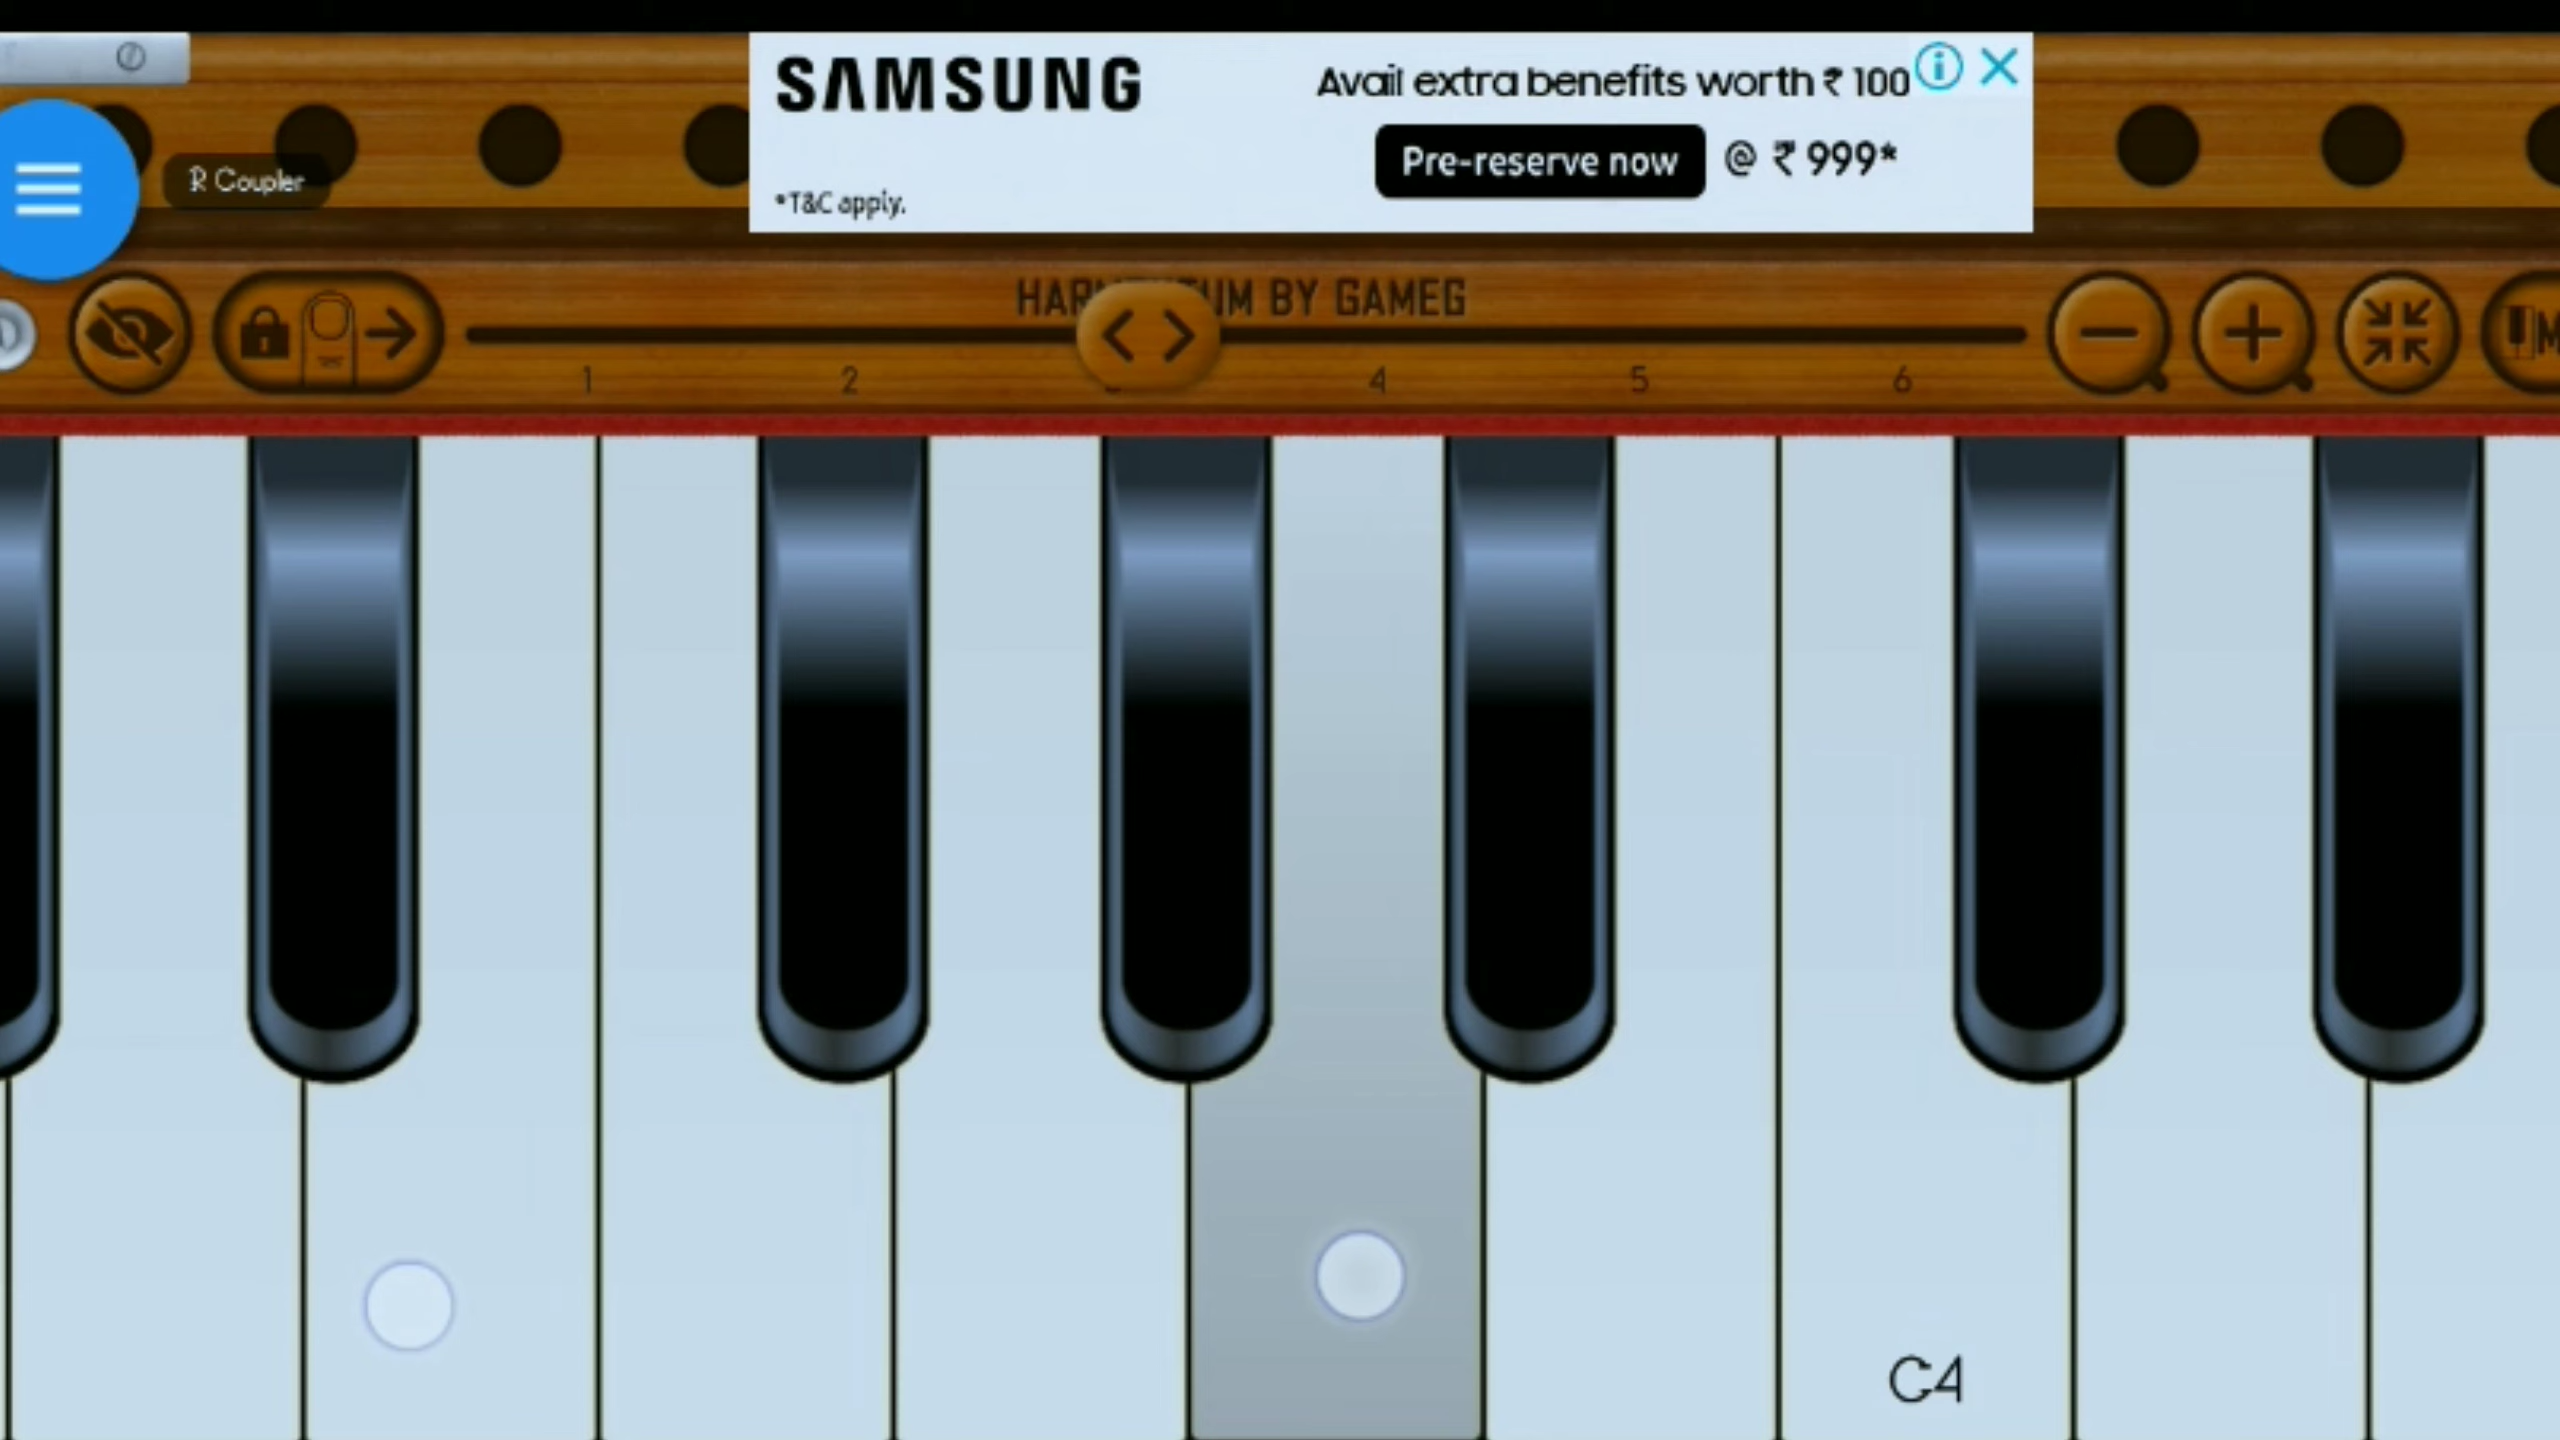 SAMSUNG
Avail extra benefits worth ₹ 100
Pre-reserve now @ ₹ 999*
*T&C apply.
R Coupler
BY GAMEG
1 2 4 5 6
C4